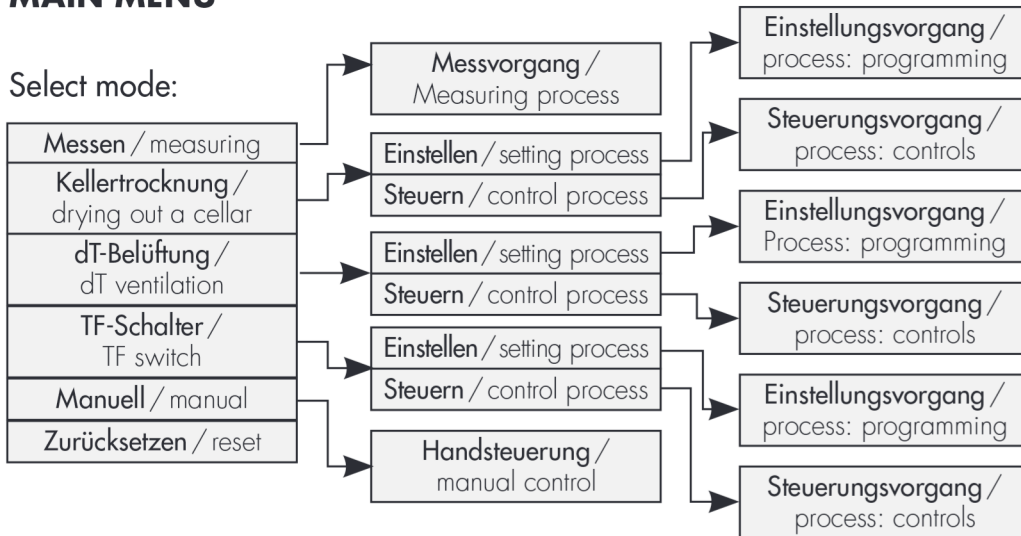 MAIN MENU
Select mode:
Messen / measuring
Kellertrocknung /
drying out a cellar
dT-Belüftung /
dT ventilation
TF-Schalter /
TF switch
Manuell / manual
Zurücksetzen / reset
Messvorgang /
Measuring process
Einstellen / setting process
Steuern / control process
Einstellen / setting process
Steuern / control process
Einstellen / setting process
Steuern / control process
Handsteuerung /
manual control
Einstellungsvorgang /
process: programming
Steuerungsvorgang /
process: controls
Einstellungsvorgang /
Process: programming
Steuerungsvorgang /
process: controls
Einstellungsvorgang /
process: programming
Steuerungsvorgang /
process: controls